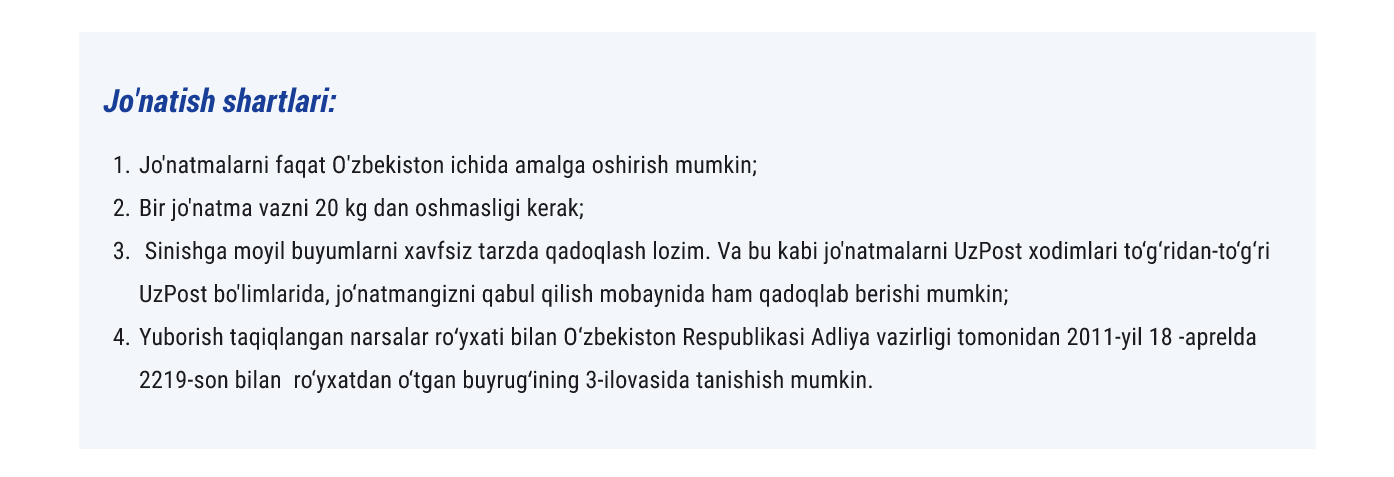 Jo'natish shartlari:
1. Jo'natmalarni faqat O'zbekiston ichida amalga oshirish mumkin;
2. Bir jo'natma vazni 20 kg dan oshmasligi kerak;
3. Sinishga moyil buyumlarni xavfsiz tarzda qadoqlash lozim. Va bu kabi jo'natmalarni UzPost xodimlari to‘g‘ridan-to‘g‘ri
UzPost bo'limlarida, jo‘natmangizni qabul qilish mobaynida ham qadoqlab berishi mumkin;
4. Yuborish taqiqlangan narsalar ro‘yxati bilan O‘zbekiston Respublikasi Adliya vazirligi tomonidan 2011-yil 18 -aprelda
2219-son bilan  ro‘yxatdan o‘tgan buyrug‘ining 3-ilovasida tanishish mumkin.